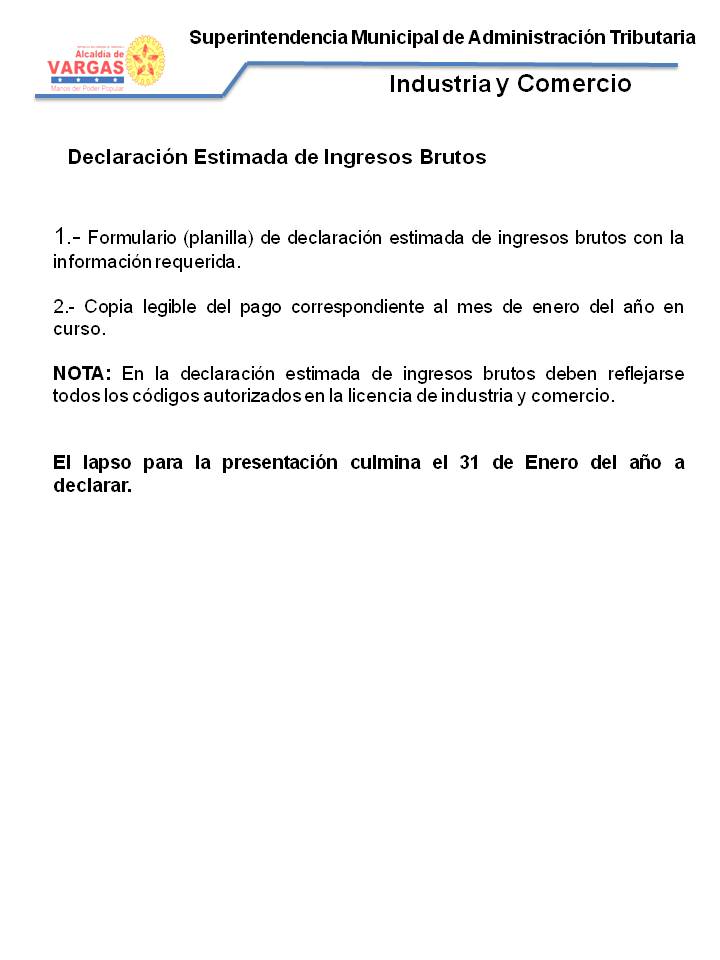 Superintendencia Municipal de Administración Tributaria
Alcaldía de
VARGAS
Manos del Poder Popular
Industria y Comercio
Declaración Estimada de Ingresos Brutos
1.- Formulario (planilla) de declaración estimada de ingresos brutos con la
información requerida.
2.- Copia legible del pago correspondiente al mes de enero del año en
curso.
NOTA: En la declaración estimada de ingresos brutos deben reflejarse
todos los códigos autorizados en la licencia de industria y comercio.
El lapso para la presentación culmina el 31 de Enero del año a
declarar.